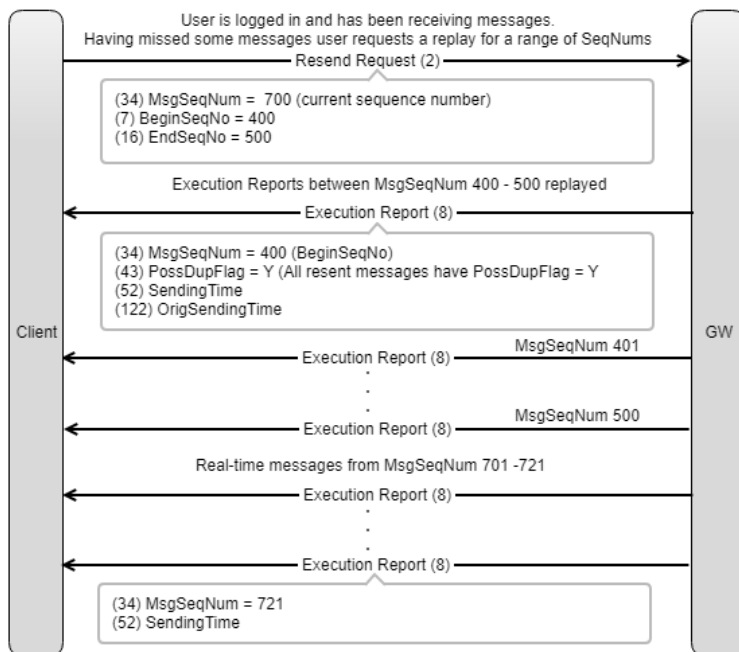 User is logged in and has been receiving messages.
Having missed some messages user requests a replay for a range of SeqNums
Resend Request (2)
(34) MsgSeqNum =  700 (current sequence number)
(7) BeginSeqNo = 400
(16) EndSeqNo = 500
Execution Reports between MsgSeqNum 400 - 500 replayed
Execution Report (8)
(34) MsgSeqNum = 400 (BeginSeqNo)
(43) PossDupFlag = Y (All resent messages have PossDupFlag = Y
(52) SendingTime
(122) OrigSendingTime
Client
GW
MsgSeqNum 401
Execution Report (8)
MsgSeqNum 500
Execution Report (8)
Real-time messages from MsgSeqNum 701 -721
Execution Report (8)
Execution Report (8)
(34) MsgSeqNum = 721
(52) SendingTime